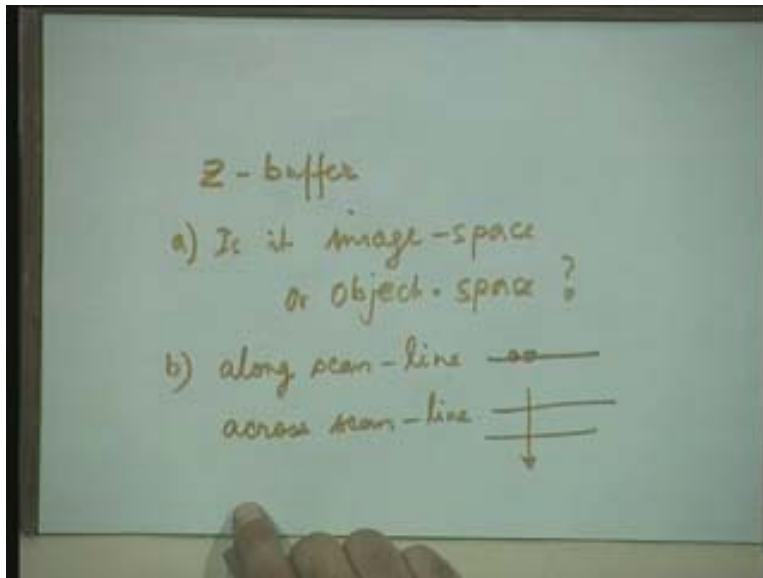 Z-buffer
a) Is it image-space
or object-space ?
b) along scan-line
across scan-line